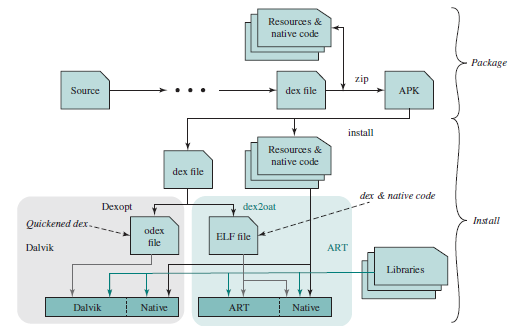 Resources &
native code
Package
zip
Source
dex file
APK
install
Resources &
native code
dex file
dex & native code
Dexopt
dex2oat
Quickened dex
Install
odex
file
ELF file
Dalvik
ART
Libraries
Dalvik
Native
ART
Native